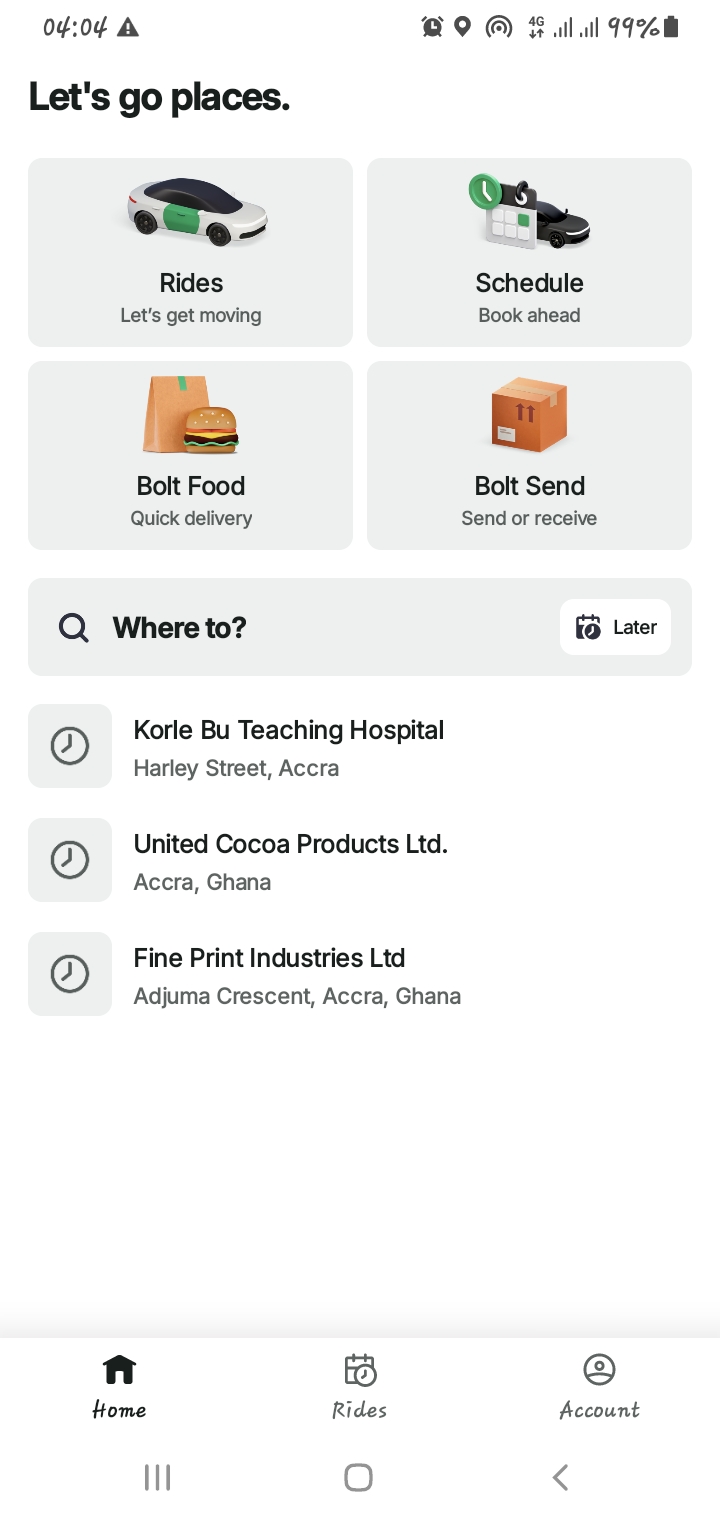 04:04
4G
99%
Let's go places.
Rides
Let's get moving
Schedule
Book ahead
Bolt Food
Quick delivery
Bolt Send
Send or receive
Where to?
Later
Korle Bu Teaching Hospital
Harley Street, Accra
United Cocoa Products Ltd.
Accra, Ghana
Fine Print Industries Ltd
Adjuma Crescent, Accra, Ghana
Home
Rides
Account